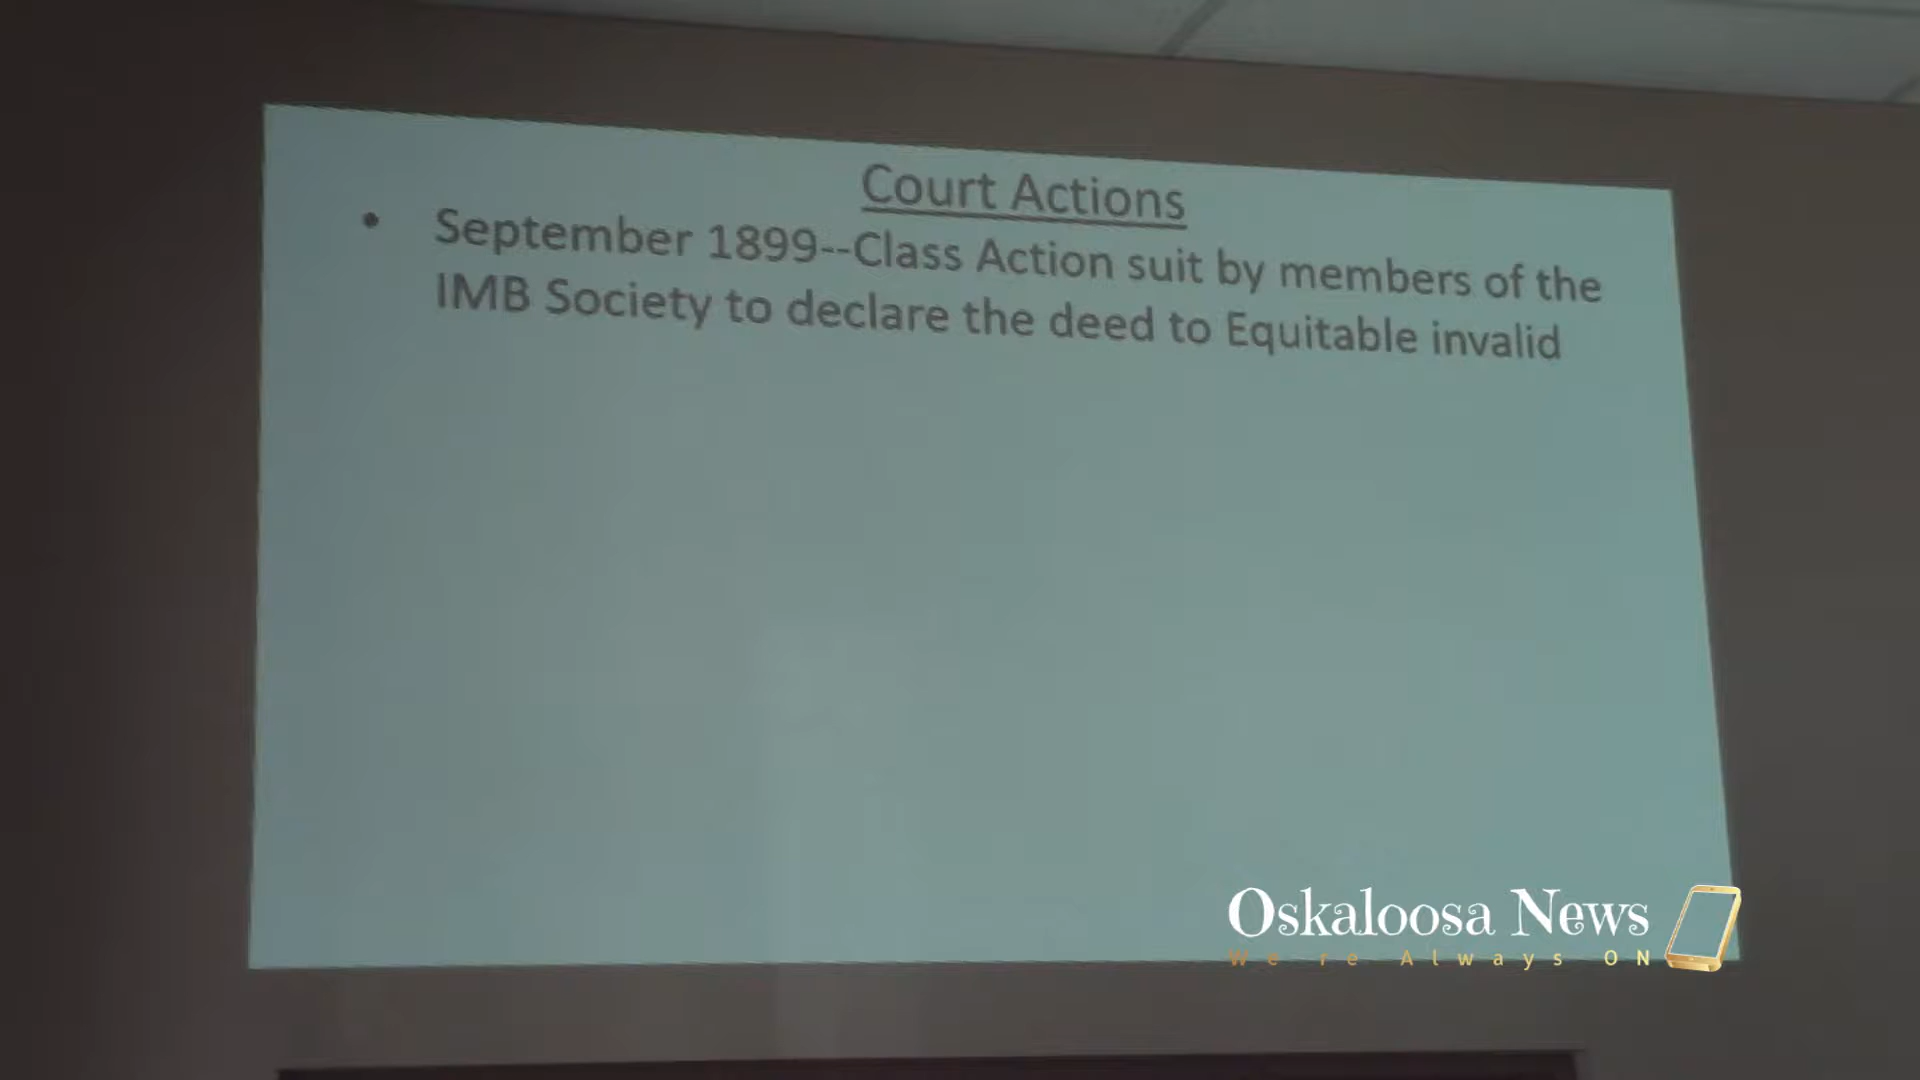 Court Actions
• September 1899--Class Action suit by members of the
IMB Society to declare the deed to Equitable invalid
Oskaloosa News
We're Always ON